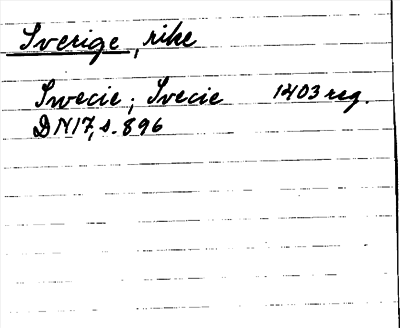 Sverige, rike
Swecie; Svecie 1403 reg.
DN17, s. 896